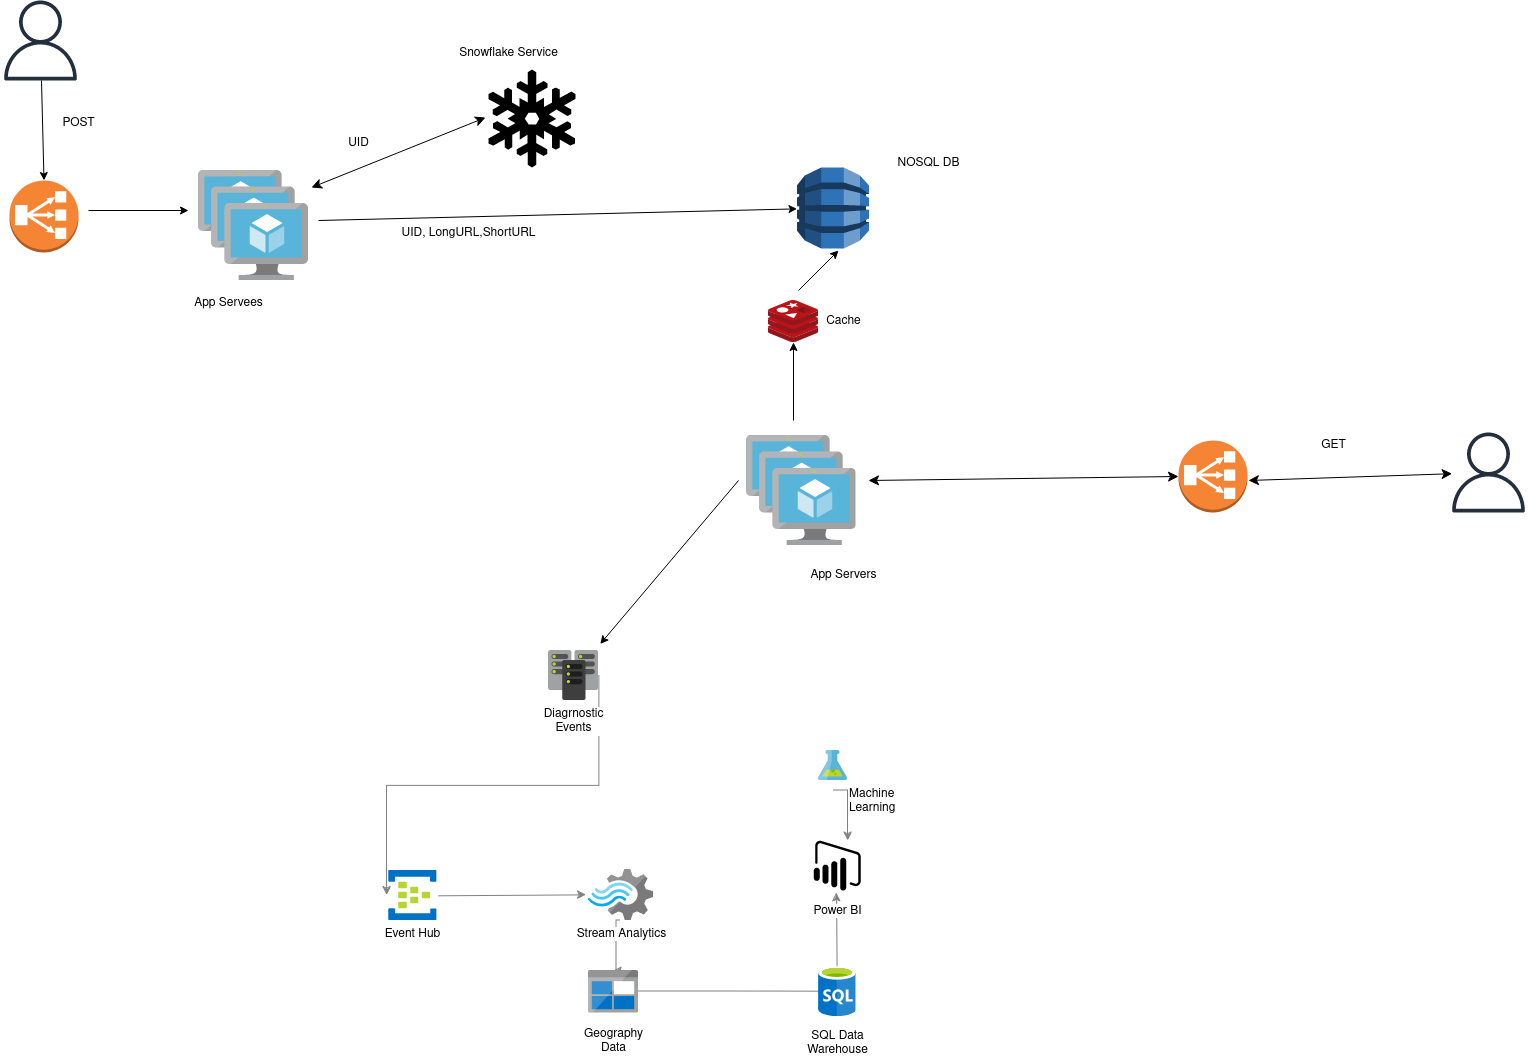 Snowflake Service
POST
UID
NOSQL DB
UID, LongURL,ShortURL
App Servees
Cache
GET
App Servers
Diagrnostic
Events
Machine
Learning
Power BI
Event Hub
Stream Analytics
SQL
Geography
Data
SQL Data
Warehouse